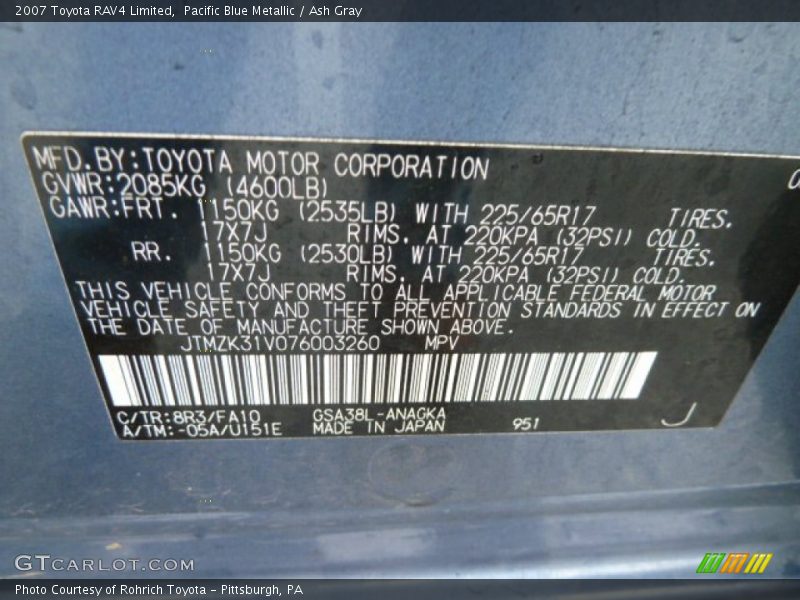 2007 Toyota RAV4 Limited,  Pacific Blue Metallic / Ash Gray
MFD.BY:TOYOTA MOTOR CORPORATION
GVWR:2085KG (4600LB)
GAWR:FRT. 1150KG (2535LB) WITH 225/65R17 TIRES.
17X7J RIMS. AT 220KPA (32PSI) COLD.
RR. 1150KG (2530LB) WITH 225/65R17 TIRES.
17X7J RIMS. AT 220KPA (32PSI) COLD.
THIS VEHICLE CONFORMS TO ALL APPLICABLE FEDERAL MOTOR
VEHICLE SAFETY AND THEFT PREVENTION STANDARDS IN EFFECT ON
THE DATE OF MANUFACTURE SHOWN ABOVE.
JTMZK31V076003260 MPV
C/TR:8R3/FA10 GSA38L-ANAGKA
A/TM:-05A/U151E MADE IN JAPAN 951 J
GTCARLOT.COM
Photo Courtesy of Rohrich Toyota - Pittsburgh, PA